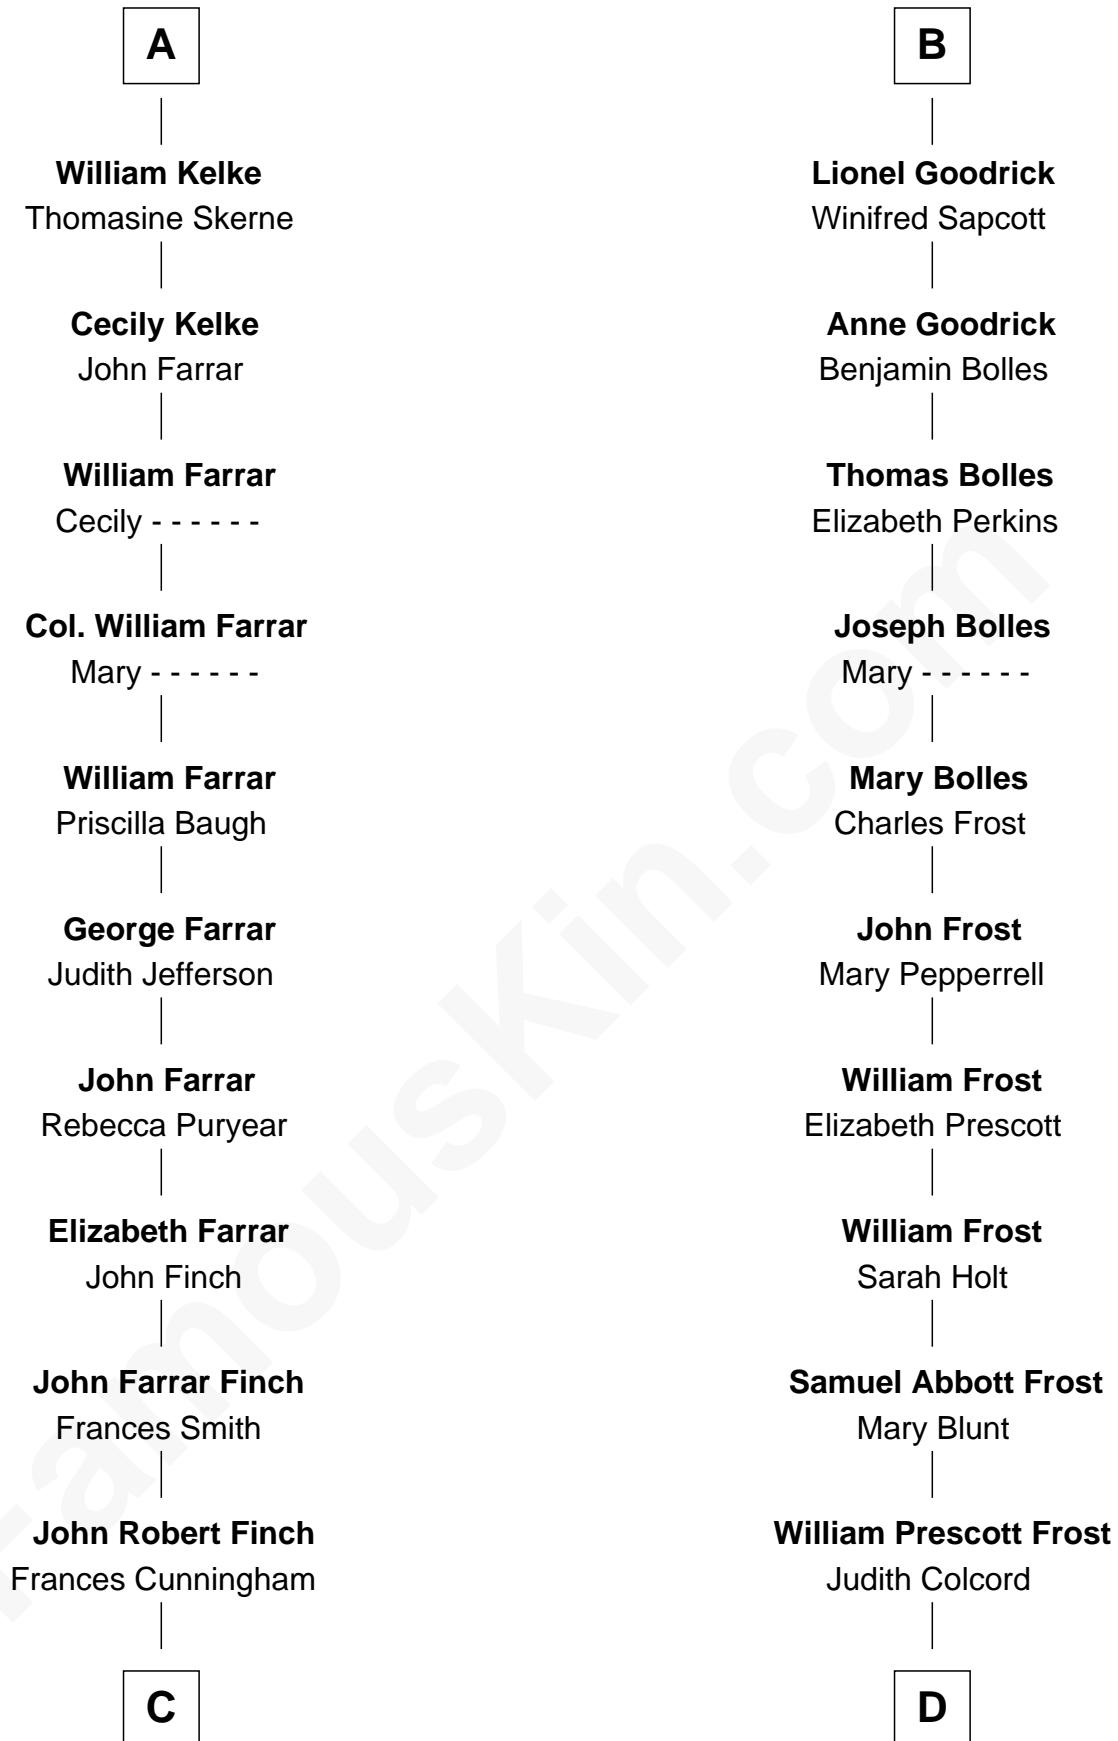 A
William Kelke
Thomasine Skerne
Cecily Kelke
John Farrar
William Farrar
Cecily - - - - - -
Col. William Farrar
Mary - - - - - -
William Farrar
Priscilla Baugh
George Farrar
Judith Jefferson
John Farrar
Rebecca Puryear
Elizabeth Farrar
John Finch
John Farrar Finch
Frances Smith
John Robert Finch
Frances Cunningham
C
B
Lionel Goodrick
Winifred Sapcott
Anne Goodrick
Benjamin Bolles
Thomas Bolles
Elizabeth Perkins
Joseph Bolles
Mary - - - - - -
Mary Bolles
Charles Frost
John Frost
Mary Pepperrell
William Frost
Elizabeth Prescott
William Frost
Sarah Holt
Samuel Abbott Frost
Mary Blunt
William Prescott Frost
Judith Colcord
D
FamousKin.com